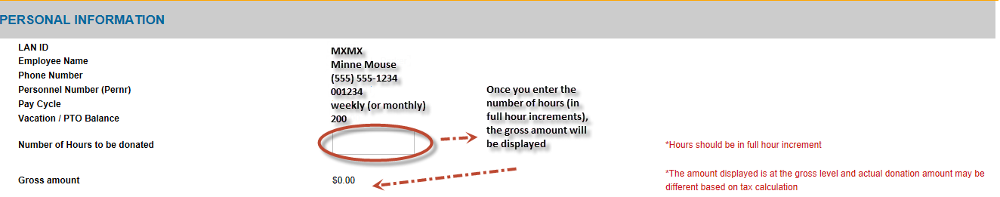 PERSONAL INFORMATION
LAN ID
MXMX
Employee Name
Minne Mouse
Phone Number
(555) 555-1234
Personnel Number (Pernr)
001234
Pay Cycle
weekly (or monthly)
Vacation / PTO Balance
200
Once you enter the
number of hours (in
full hour increments),
the gross amount will
be displayed
Number of Hours to be donated
*Hours should be in full hour increment
Gross amount
$0.00
*The amount displayed is at the gross level and actual donation amount may be
different based on tax calculation